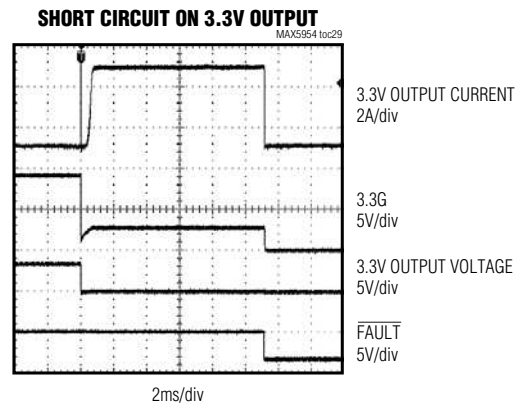 SHORT CIRCUIT ON 3.3V OUTPUT
MAX5954 toc29
3.3V OUTPUT CURRENT
2A/div
3.3G
5V/div
3.3V OUTPUT VOLTAGE
5V/div
FAULT
5V/div
2ms/div